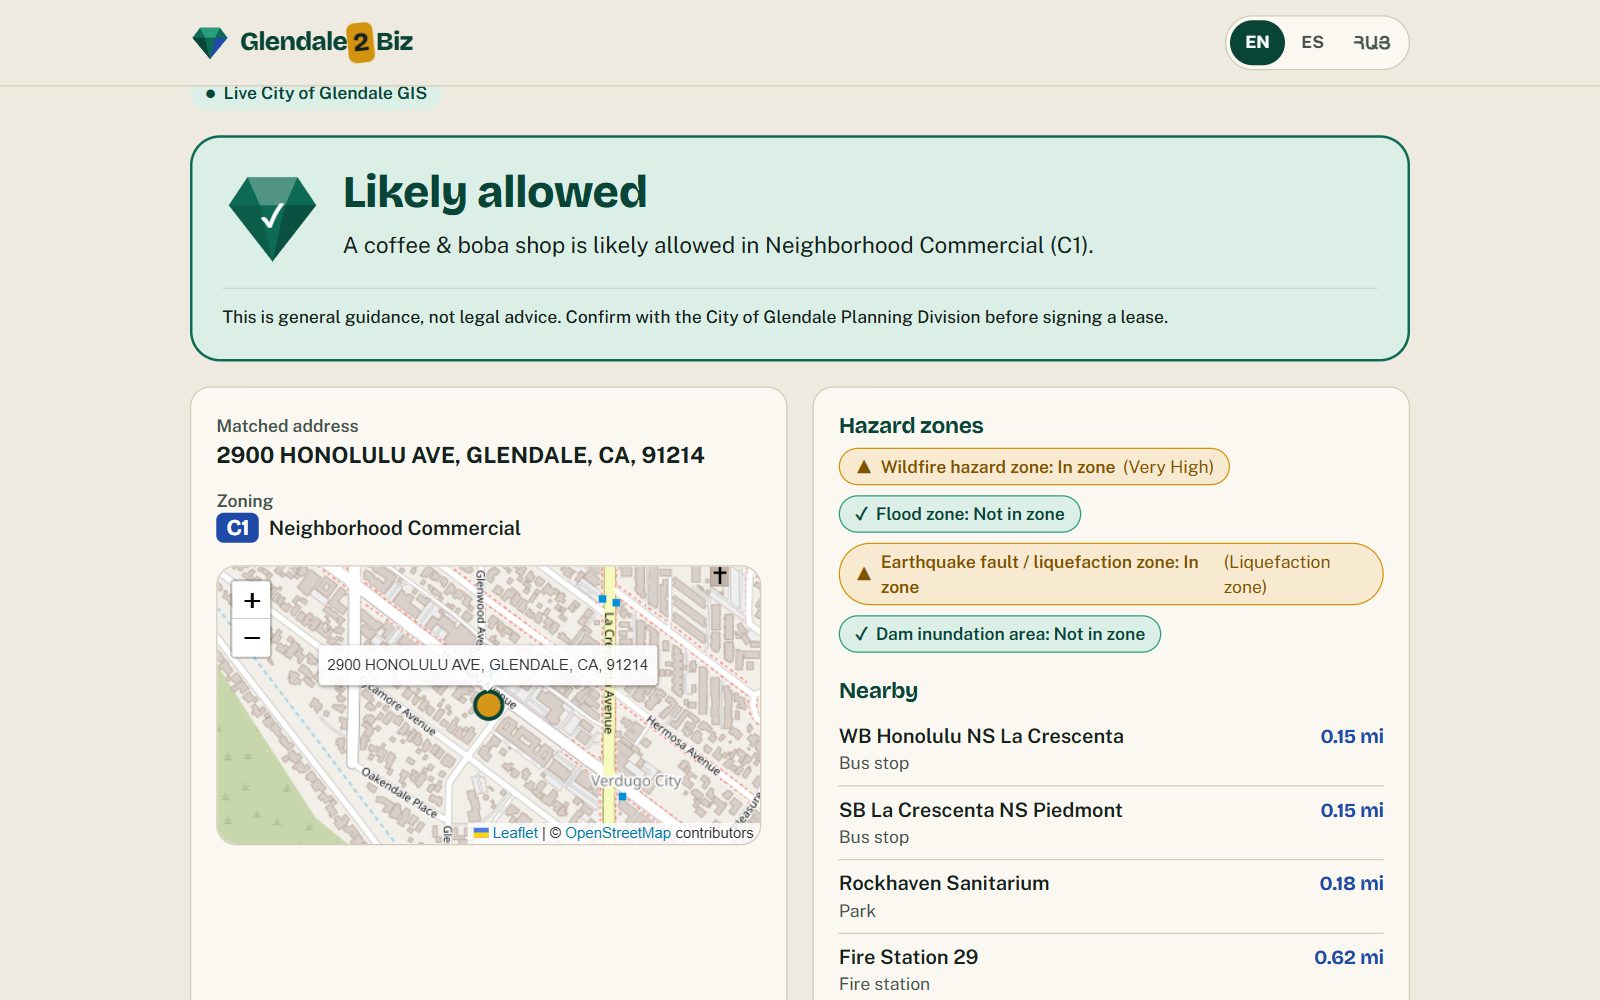 Glendale 2 Biz
EN ES ՀԱՅ
Live City of Glendale GIS
Likely allowed
A coffee & boba shop is likely allowed in Neighborhood Commercial (C1).
This is general guidance, not legal advice. Confirm with the City of Glendale Planning Division before signing a lease.
Matched address
2900 HONOLULU AVE, GLENDALE, CA, 91214
Zoning
C1 Neighborhood Commercial
+
−
Glenwood Ave
La Cres
Avenue
2900 HONOLULU AVE, GLENDALE, CA, 91214
Avenue
Hermosa Avenue
Oakendale Place
Verdugo City
Leaflet | © OpenStreetMap contributors
Hazard zones
Wildfire hazard zone: In zone (Very High)
Flood zone: Not in zone
Earthquake fault / liquefaction zone: In zone (Liquefaction zone)
Dam inundation area: Not in zone
Nearby
WB Honolulu NS La Crescenta 0.15 mi
Bus stop
SB La Crescenta NS Piedmont 0.15 mi
Bus stop
Rockhaven Sanitarium 0.18 mi
Park
Fire Station 29 0.62 mi
Fire station